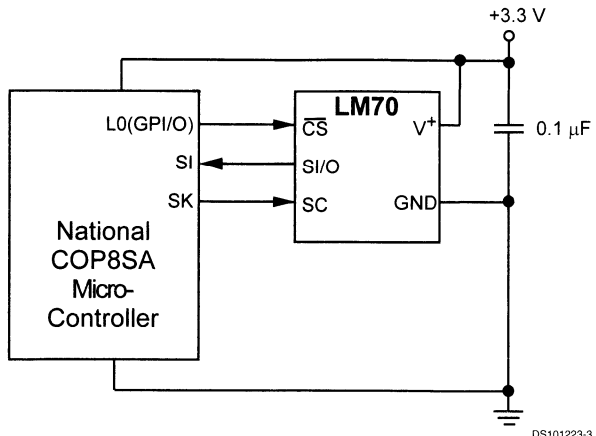 +3.3 V
LM70
L0(GPI/O)
CS
V+
0.1 µF
SI
SI/O
SK
SC
GND
National
COP8SA
Micro-
Controller
DS101223-3